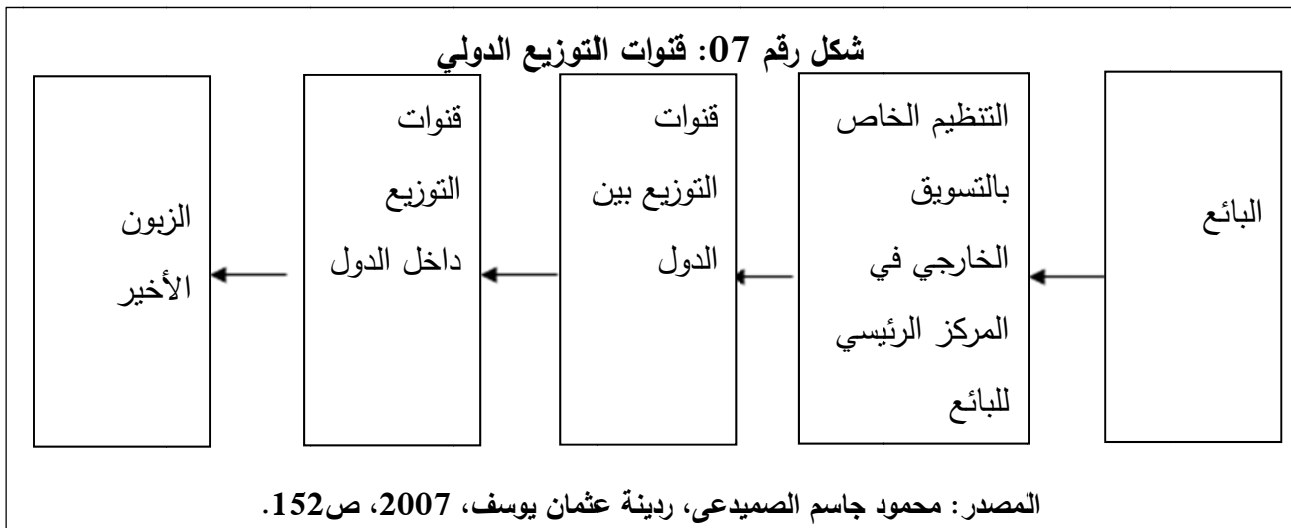 شكل رقم 07: قنوات التوزيع الدولي
البائع
التنظيم الخاص
بالتسويق
الخارجي في
المركز الرئيسي
للبائع
قنوات
التوزيع بين
الدول
قنوات
التوزيع
داخل الدول
الزبون
الأخير
المصدر: محمود جاسم الصميدعى، ردينة عثمان يوسف، 2007، ص152.